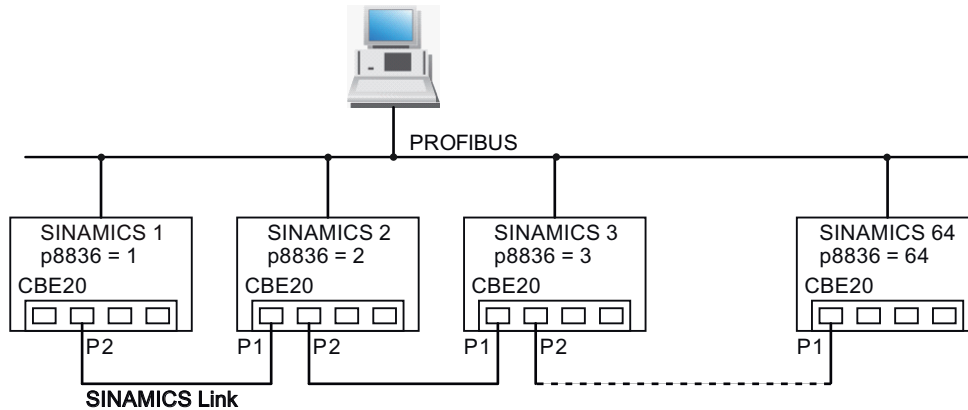 PROFIBUS
SINAMICS 1
p8836 = 1
CBE20
SINAMICS 2
p8836 = 2
CBE20
SINAMICS 3
p8836 = 3
CBE20
SINAMICS 64
p8836 = 64
CBE20
P2
P1
P2
P1
P2
P1
SINAMICS Link